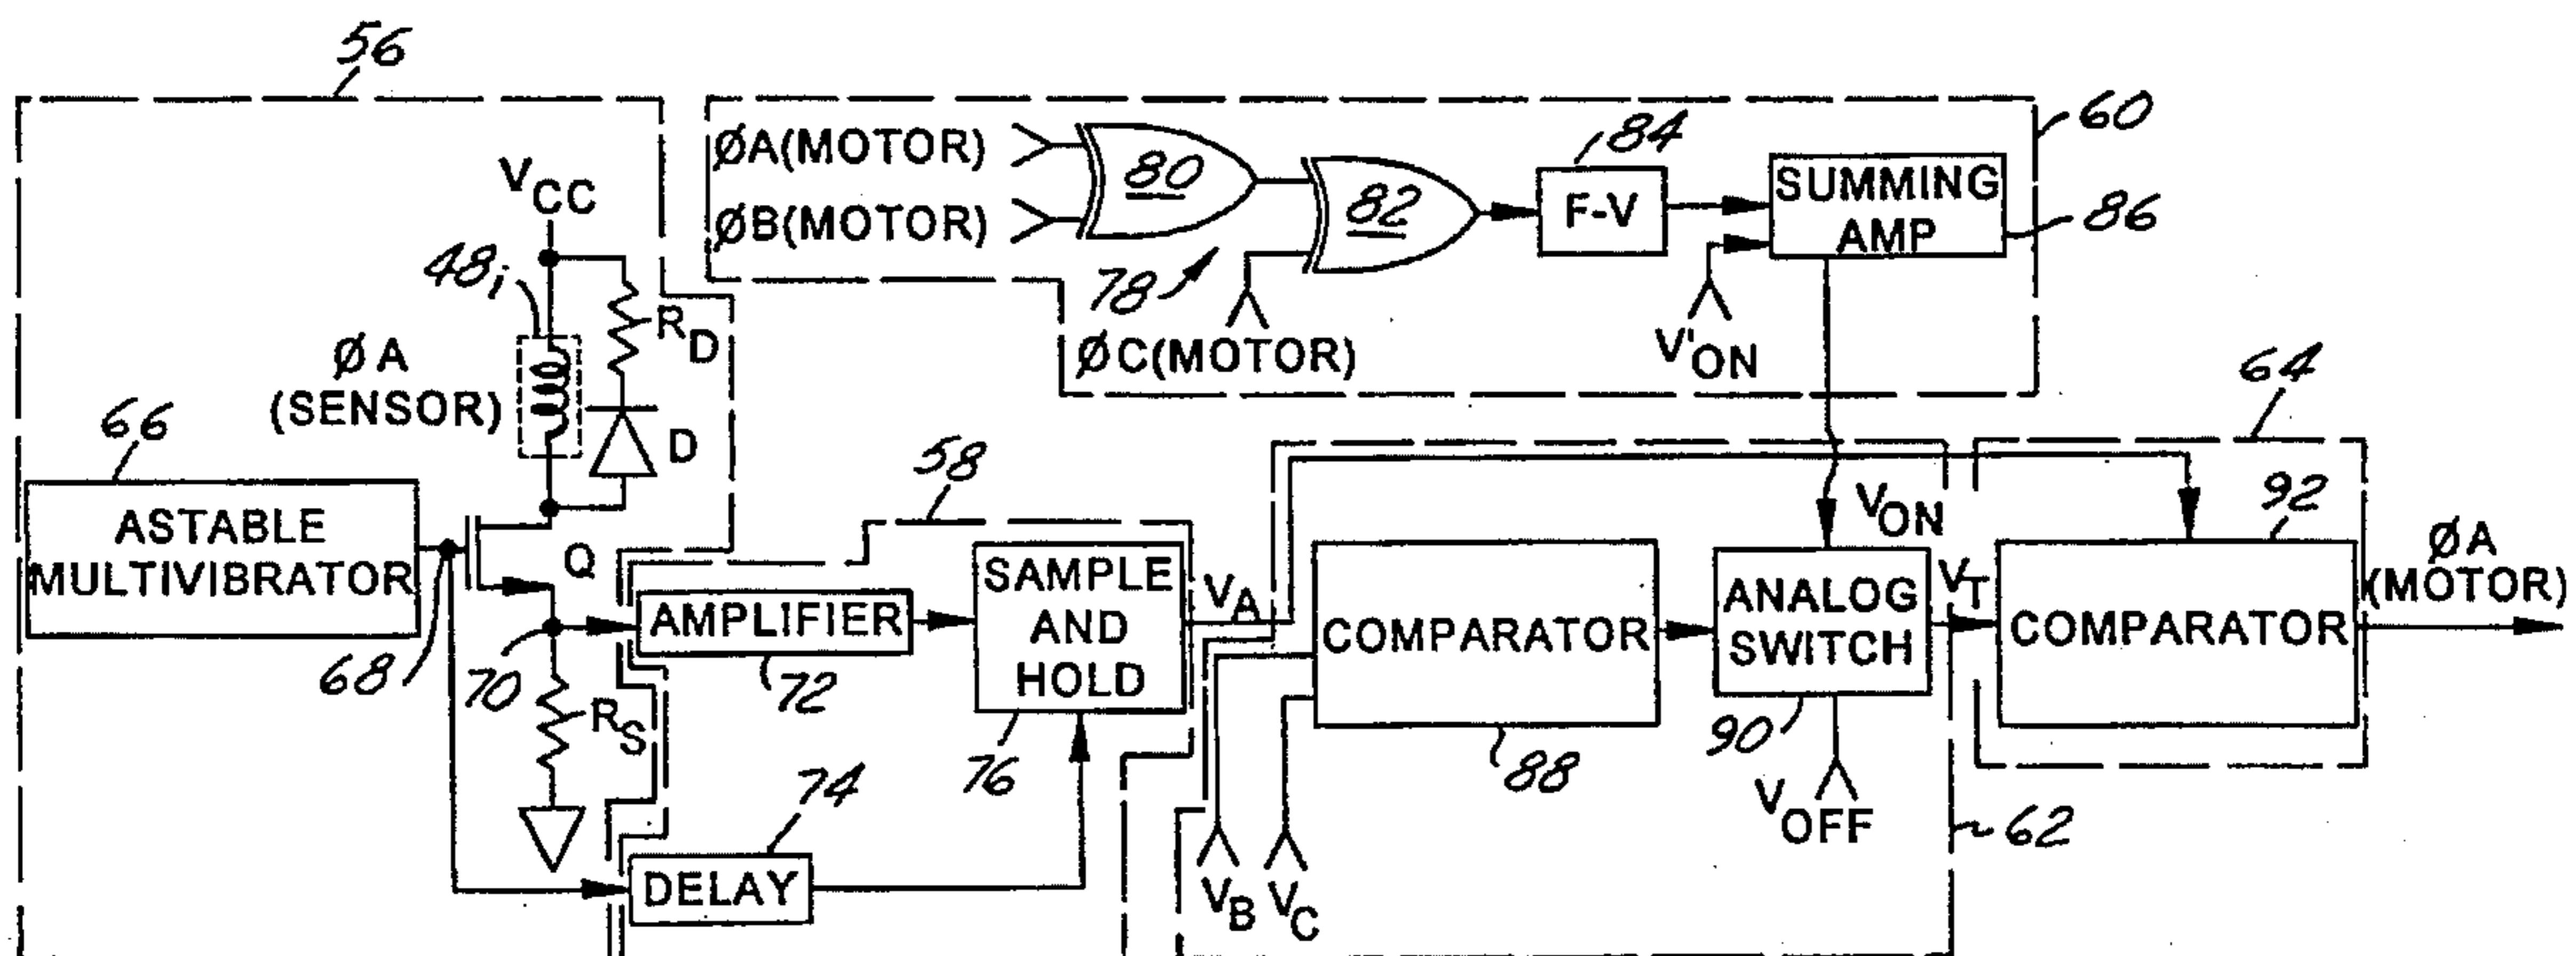 56
60
ØA(MOTOR)
ØB(MOTOR)
80
82
78
ØC(MOTOR)
84
F-V
SUMMING
AMP
86
V'ON
VCC
48i
RD
ØA
(SENSOR)
D
66
ASTABLE
MULTIVIBRATOR
68
Q
70
RS
58
AMPLIFIER
72
SAMPLE
AND
HOLD
76
74
DELAY
VA
COMPARATOR
88
VB
VC
VON
ANALOG
SWITCH
90
VOFF
62
VT
64
92
COMPARATOR
ØA
(MOTOR)